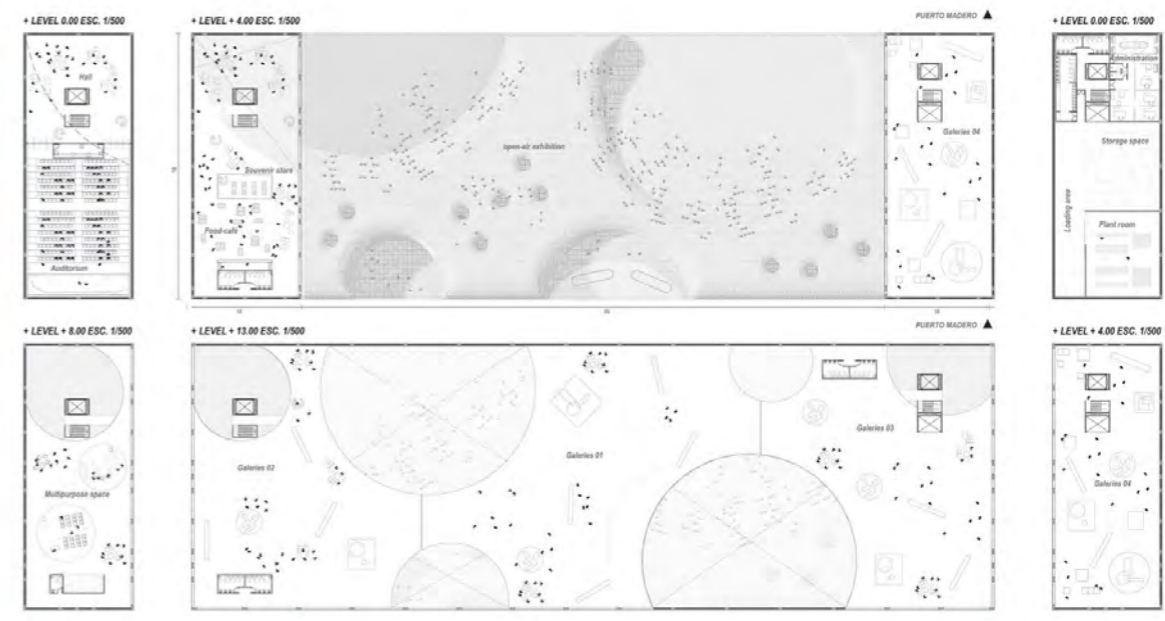 + LEVEL 0.00 ESC. 1/500
+ LEVEL + 4.00 ESC. 1/500
PUERTO MADERO
+ LEVEL 0.00 ESC. 1/500
Hall
Auditorium
Souvenir store
Food-cafe
open-air exhibition
Galeries 04
Administration
Storage space
Loading area
Plant room
+ LEVEL + 8.00 ESC. 1/500
+ LEVEL + 13.00 ESC. 1/500
PUERTO MADERO
+ LEVEL + 4.00 ESC. 1/500
Multipurpose space
Galeries 02
Galeries 01
Galeries 03
Galeries 04